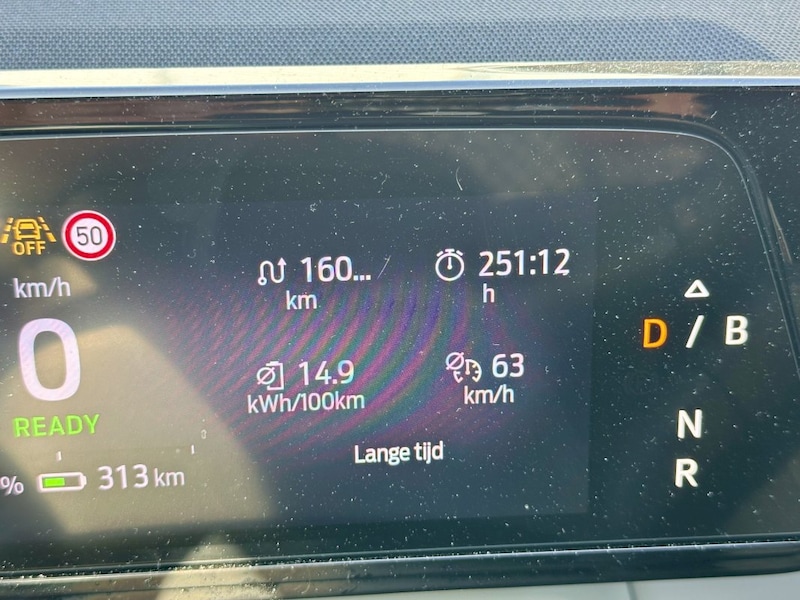 OFF
50
km/h
0
READY
% 313 km
160...
km
251:12
h
14.9
kWh/100km
63
km/h
Lange tijd
D / B
N
R